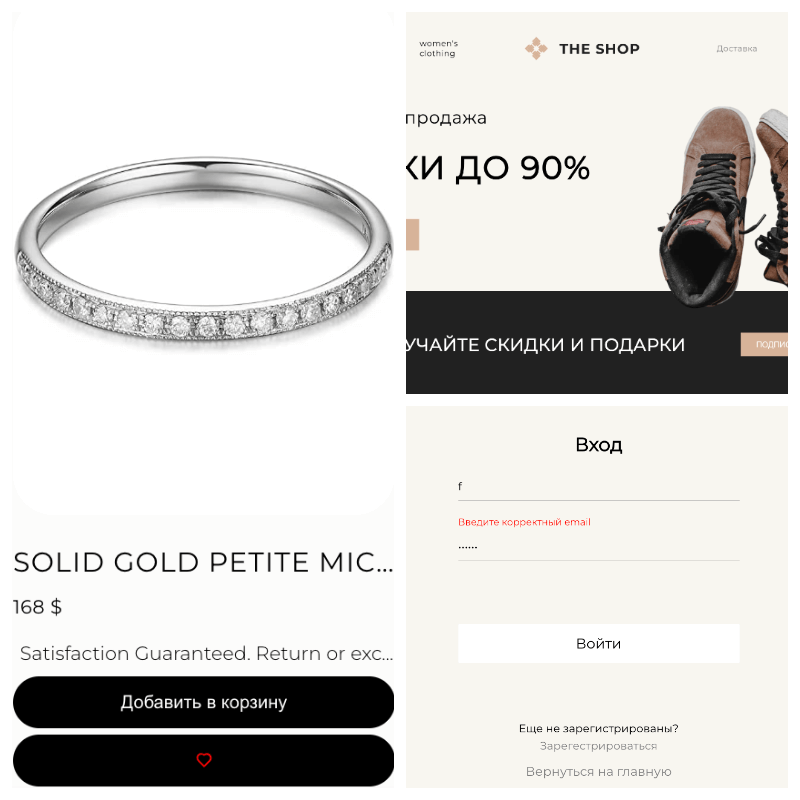 SOLID GOLD PETITE MIC...
168 $
Satisfaction Guaranteed. Return or exc...
Добавить в корзину
women's
clothing
THE SHOP
Доставка
продажа
КИ ДО 90%
УЧАЙТЕ СКИДКИ И ПОДАРКИ
ПОДПИС
Вход
f
Введите корректный email
••••••
Войти
Еще не зарегистрированы?
Зарегестрироваться
Вернуться на главную